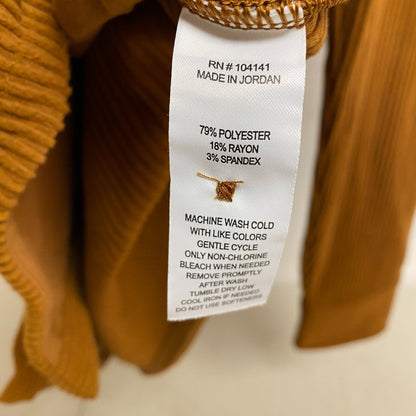 RN # 104141
MADE IN JORDAN
79% POLYESTER
18% RAYON
3% SPANDEX
MACHINE WASH COLD
WITH LIKE COLORS
GENTLE CYCLE
ONLY NON-CHLORINE
BLEACH WHEN NEEDED
REMOVE PROMPTLY
AFTER WASH
TUMBLE DRY LOW
COOL IRON IF NEEDED
DO NOT USE SOFTENERS